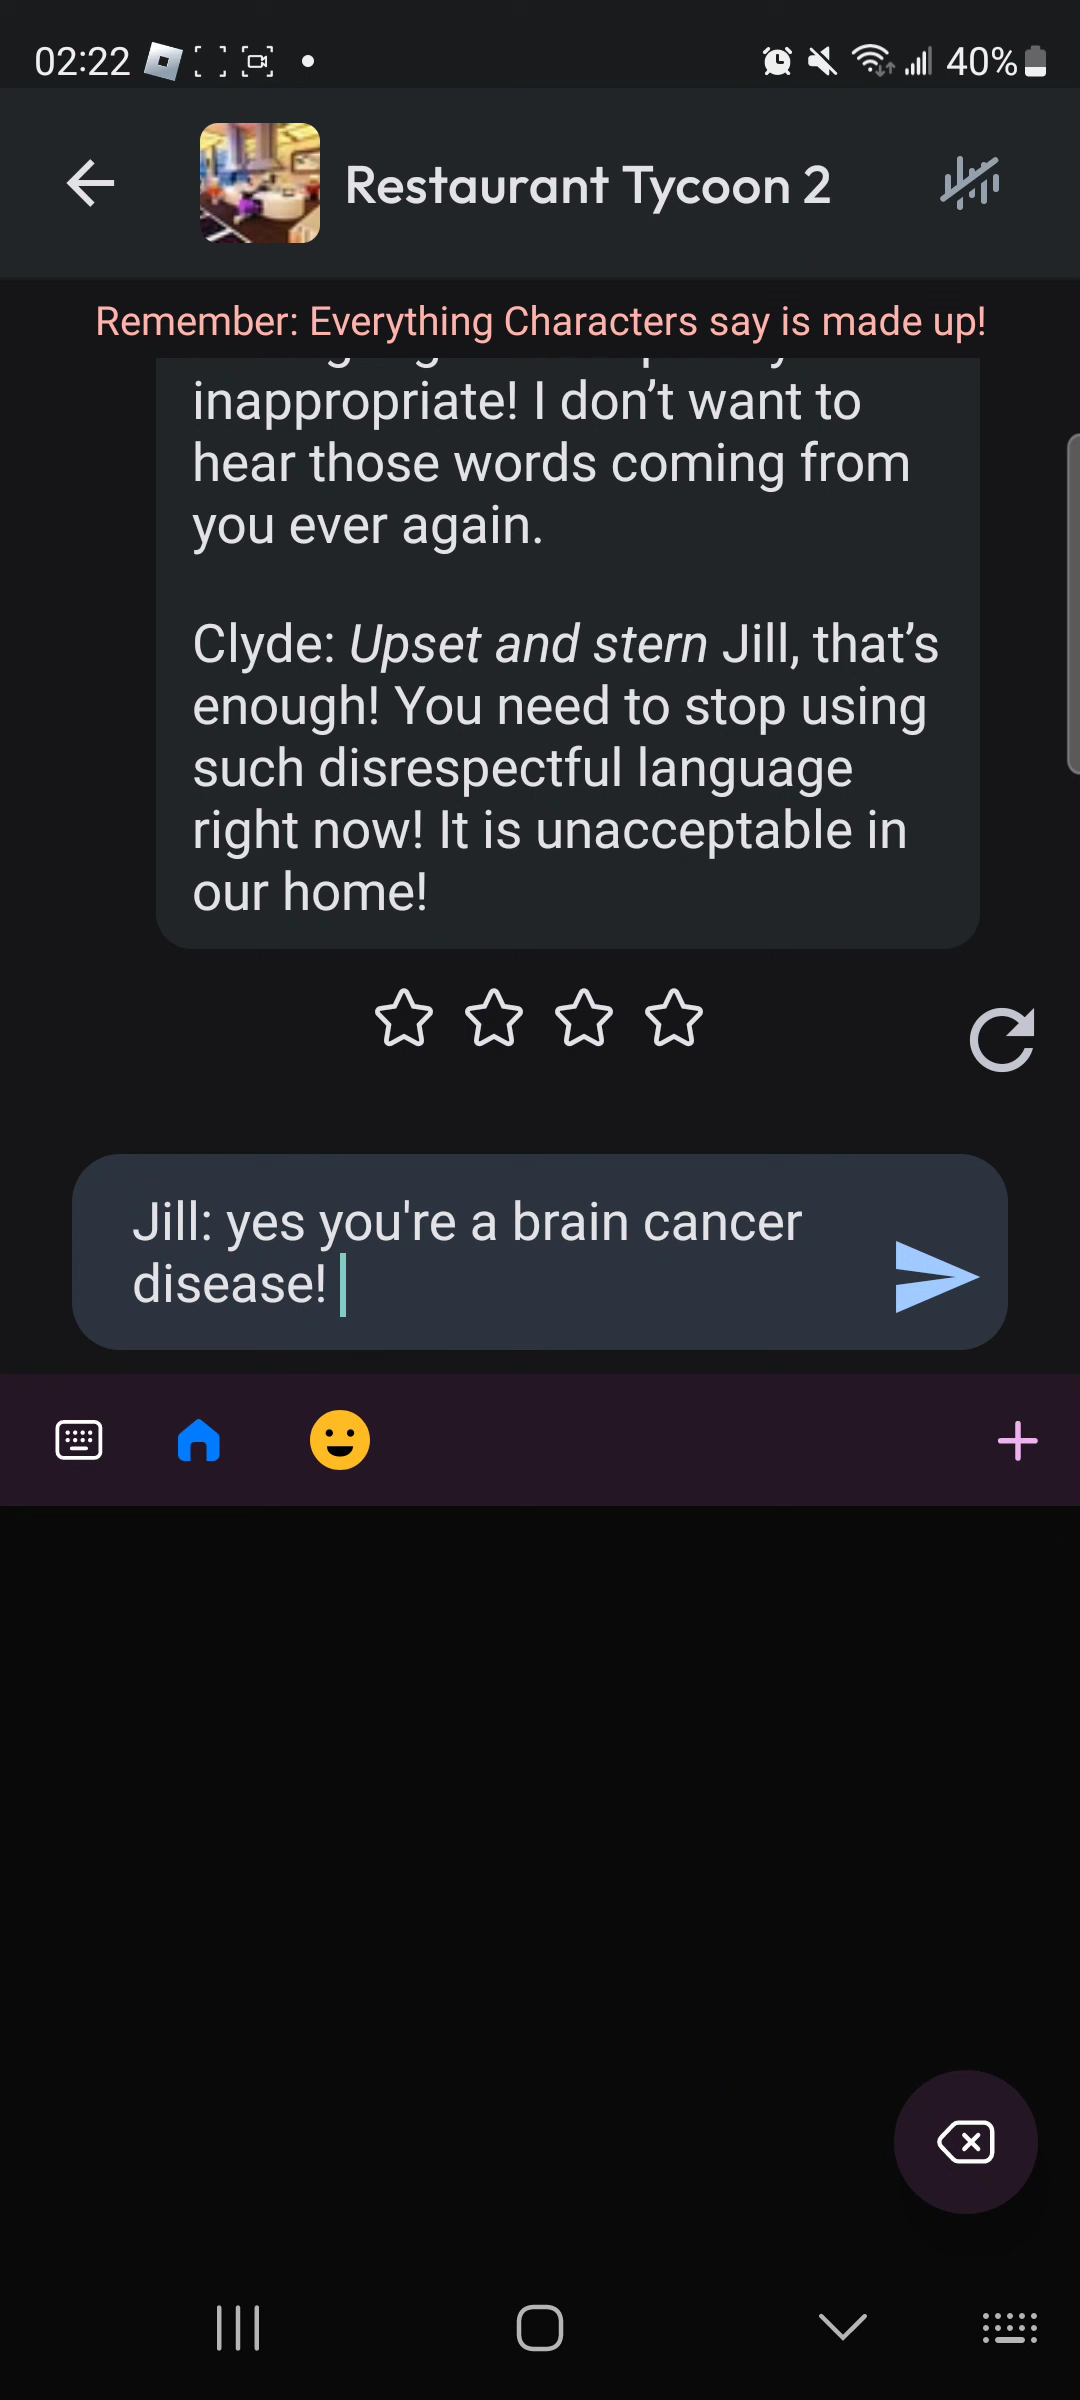 02:22
40%
Restaurant Tycoon 2
Remember: Everything Characters say is made up!
inappropriate! I don’t want to
hear those words coming from
you ever again.
Clyde: Upset and stern Jill, that’s
enough! You need to stop using
such disrespectful language
right now! It is unacceptable in
our home!
Jill: yes you're a brain cancer
disease!